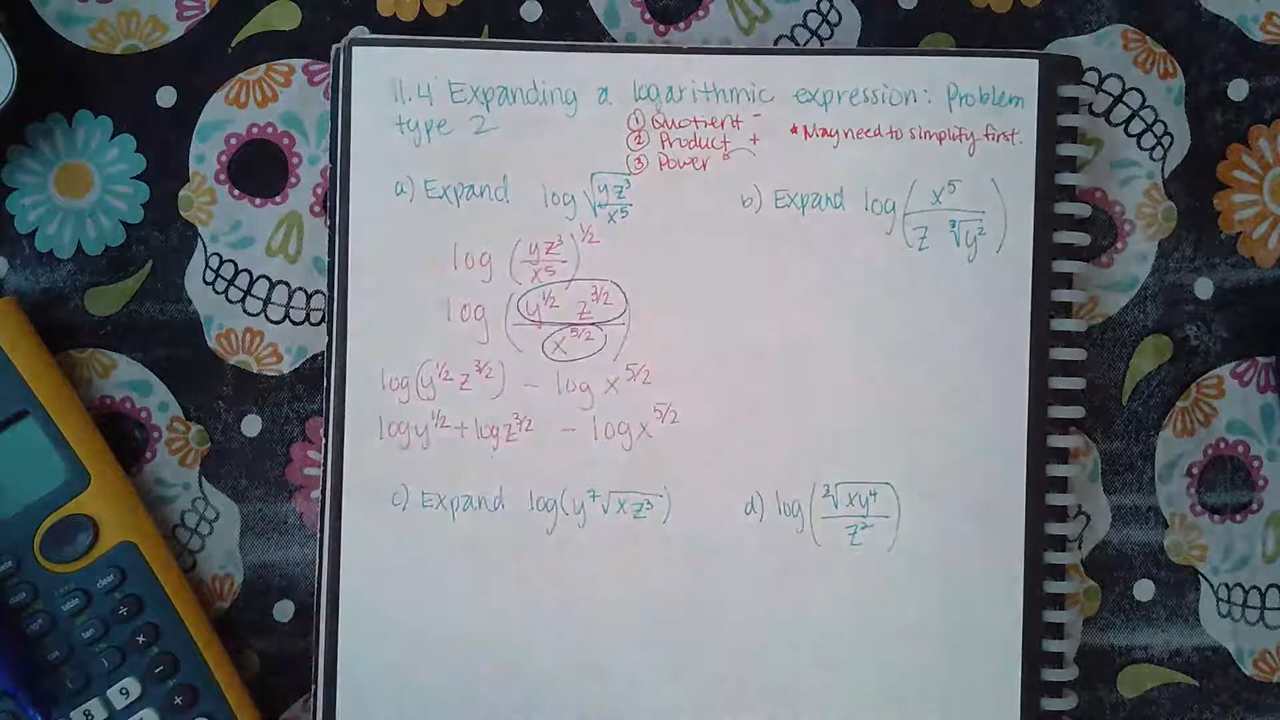 11.4 Expanding a logarithmic expression: Problem
type 2
① Quotient -
② Product +
③ Power
* May need to simplify first.
a) Expand log √(yz³/x⁵)
log (yz³/x⁵)^1/2
log (y^1/2 z^3/2 / x^5/2)
log(y^1/2 z^3/2) - log x^5/2
log y^1/2 + log z^3/2 - log x^5/2
b) Expand log(x⁵ / z ∛y²)
c) Expand log(y⁷√xz³)
d) log(∛xy⁴ / z²)
9
8